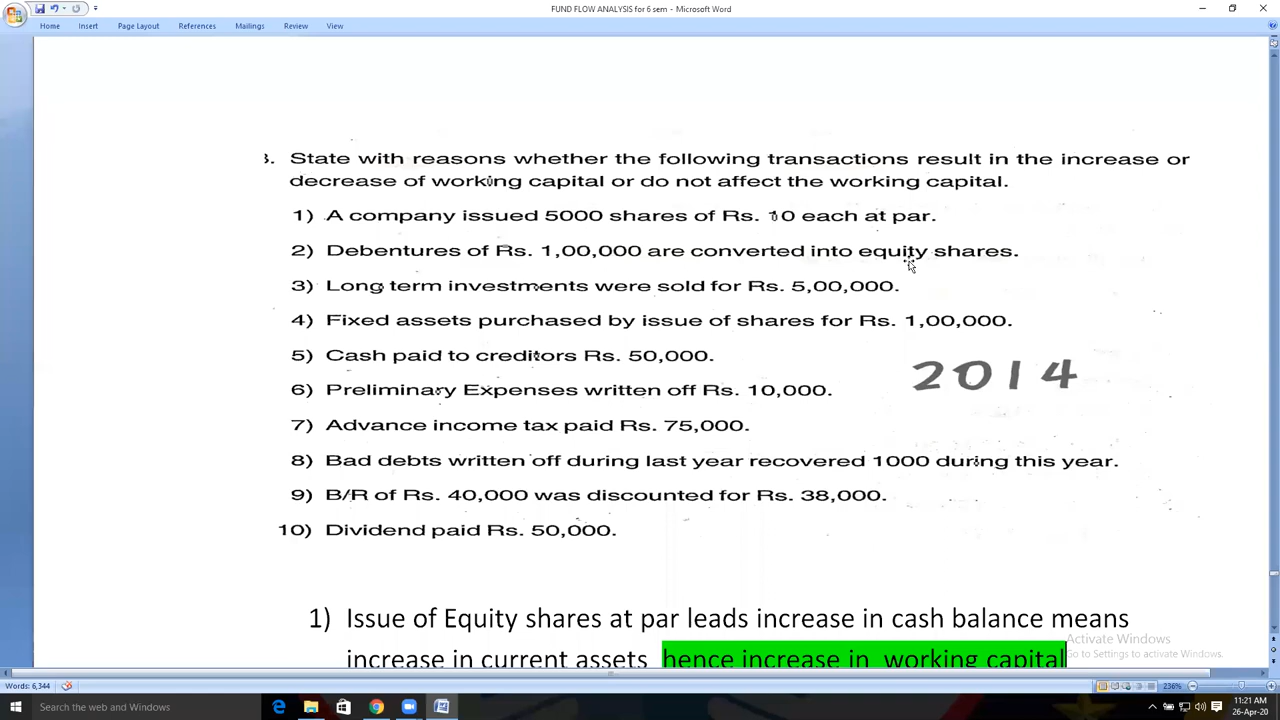 FUND FLOW ANALYSIS for 6 sem - Microsoft Word
Home Insert Page Layout References Mailings Review View
3. State with reasons whether the following transactions result in the increase or
decrease of working capital or do not affect the working capital.
1) A company issued 5000 shares of Rs. 10 each at par.
2) Debentures of Rs. 1,00,000 are converted into equity shares.
3) Long term investments were sold for Rs. 5,00,000.
4) Fixed assets purchased by issue of shares for Rs. 1,00,000.
5) Cash paid to creditors Rs. 50,000.
2014
6) Preliminary Expenses written off Rs. 10,000.
7) Advance income tax paid Rs. 75,000.
8) Bad debts written off during last year recovered 1000 during this year.
9) B/R of Rs. 40,000 was discounted for Rs. 38,000.
10) Dividend paid Rs. 50,000.
1) Issue of Equity shares at par leads increase in cash balance means
increase in current assets hence increase in working capital
Activate Windows
Go to Settings to activate Windows.
Words: 6,344
236%
Search the web and Windows
11:21 AM
26-Apr-20